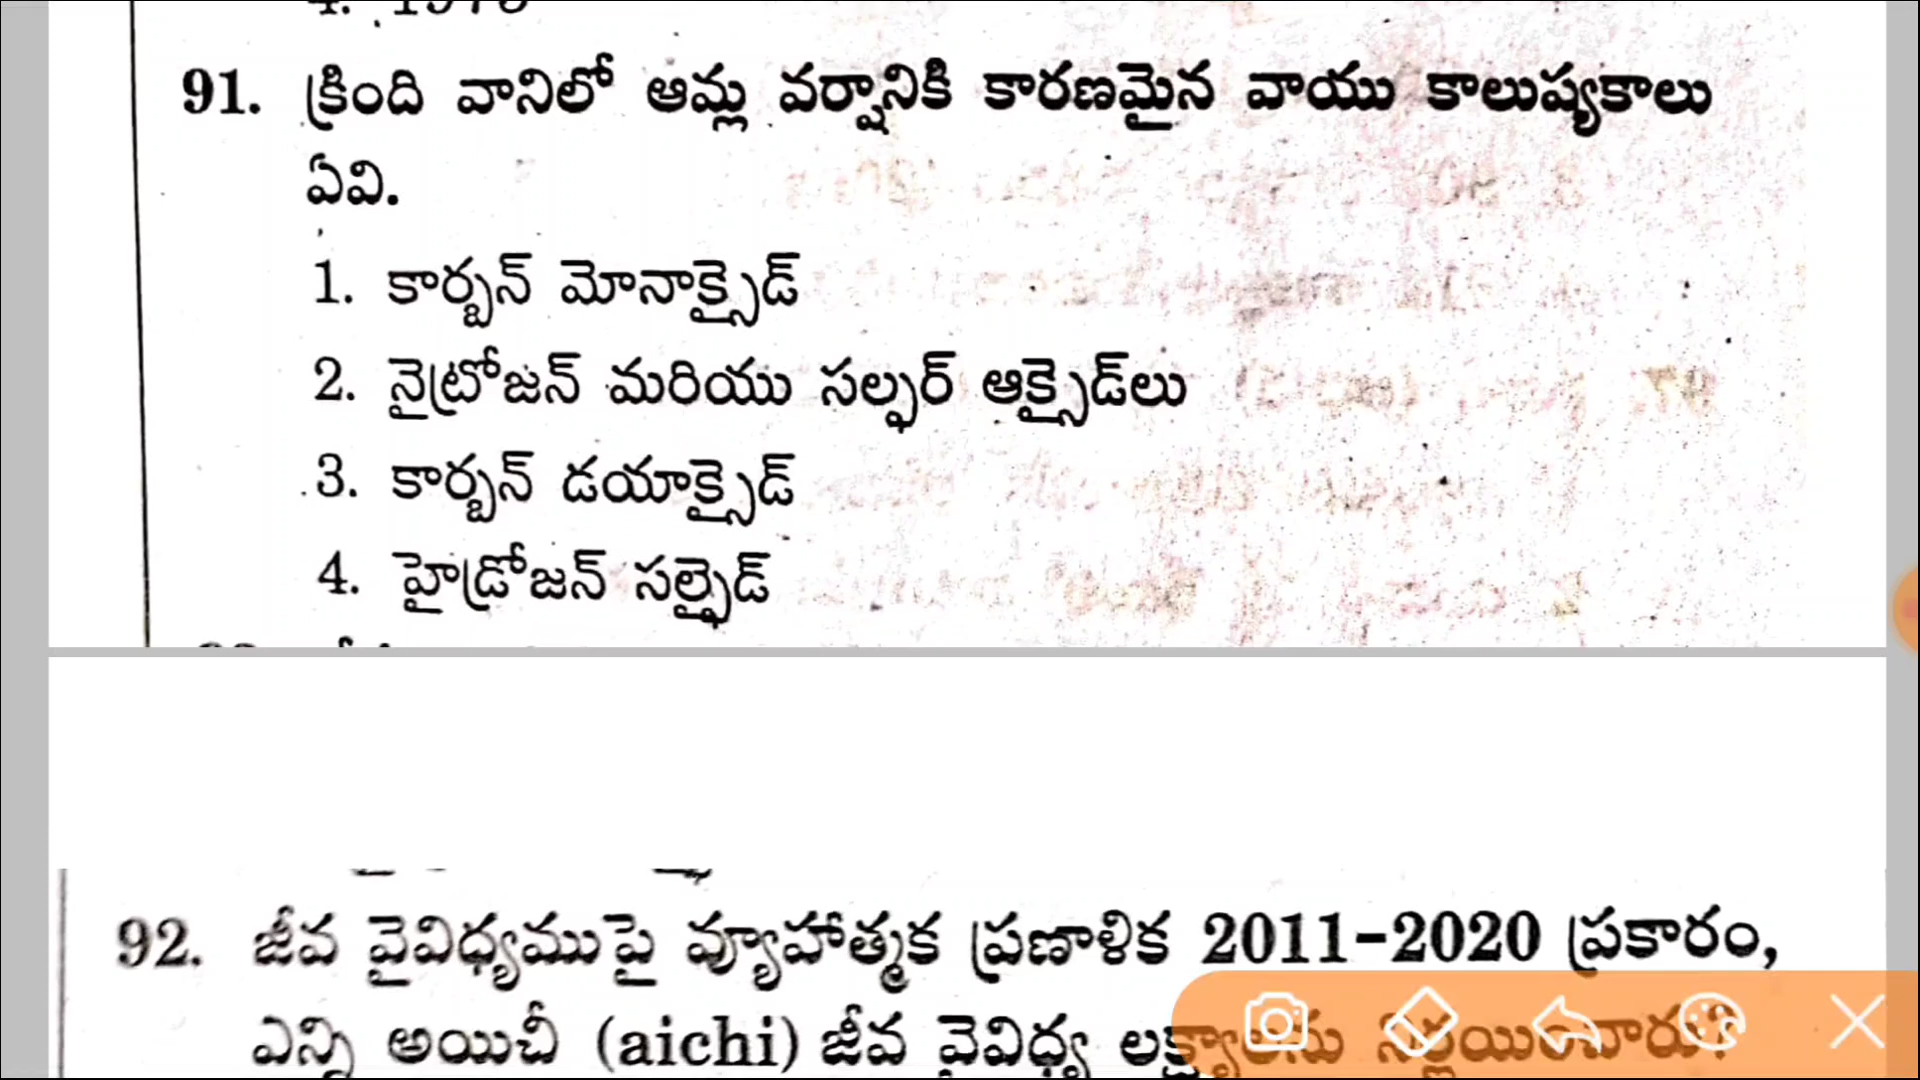 91. క్రింది వానిలో ఆమ్ల వర్షానికి కారణమైన వాయు కాలుష్యకాలు
ఏవి.
1. కార్బన్ మోనాక్సైడ్
2. నైట్రోజన్ మరియు సల్ఫర్ ఆక్సైడ్‌లు
3. కార్బన్ డయాక్సైడ్
4. హైడ్రోజన్ సల్ఫైడ్
92. జీవ వైవిధ్యముపై వ్యూహాత్మక ప్రణాళిక 2011-2020 ప్రకారం,
ఎన్ని అయిచీ (aichi) జీవ వైవిధ్య